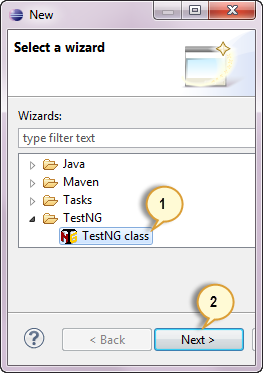 New
Select a wizard
Wizards:
type filter text
Java
Maven
Tasks
TestNG
TestNG class
1
2
?
< Back
Next >